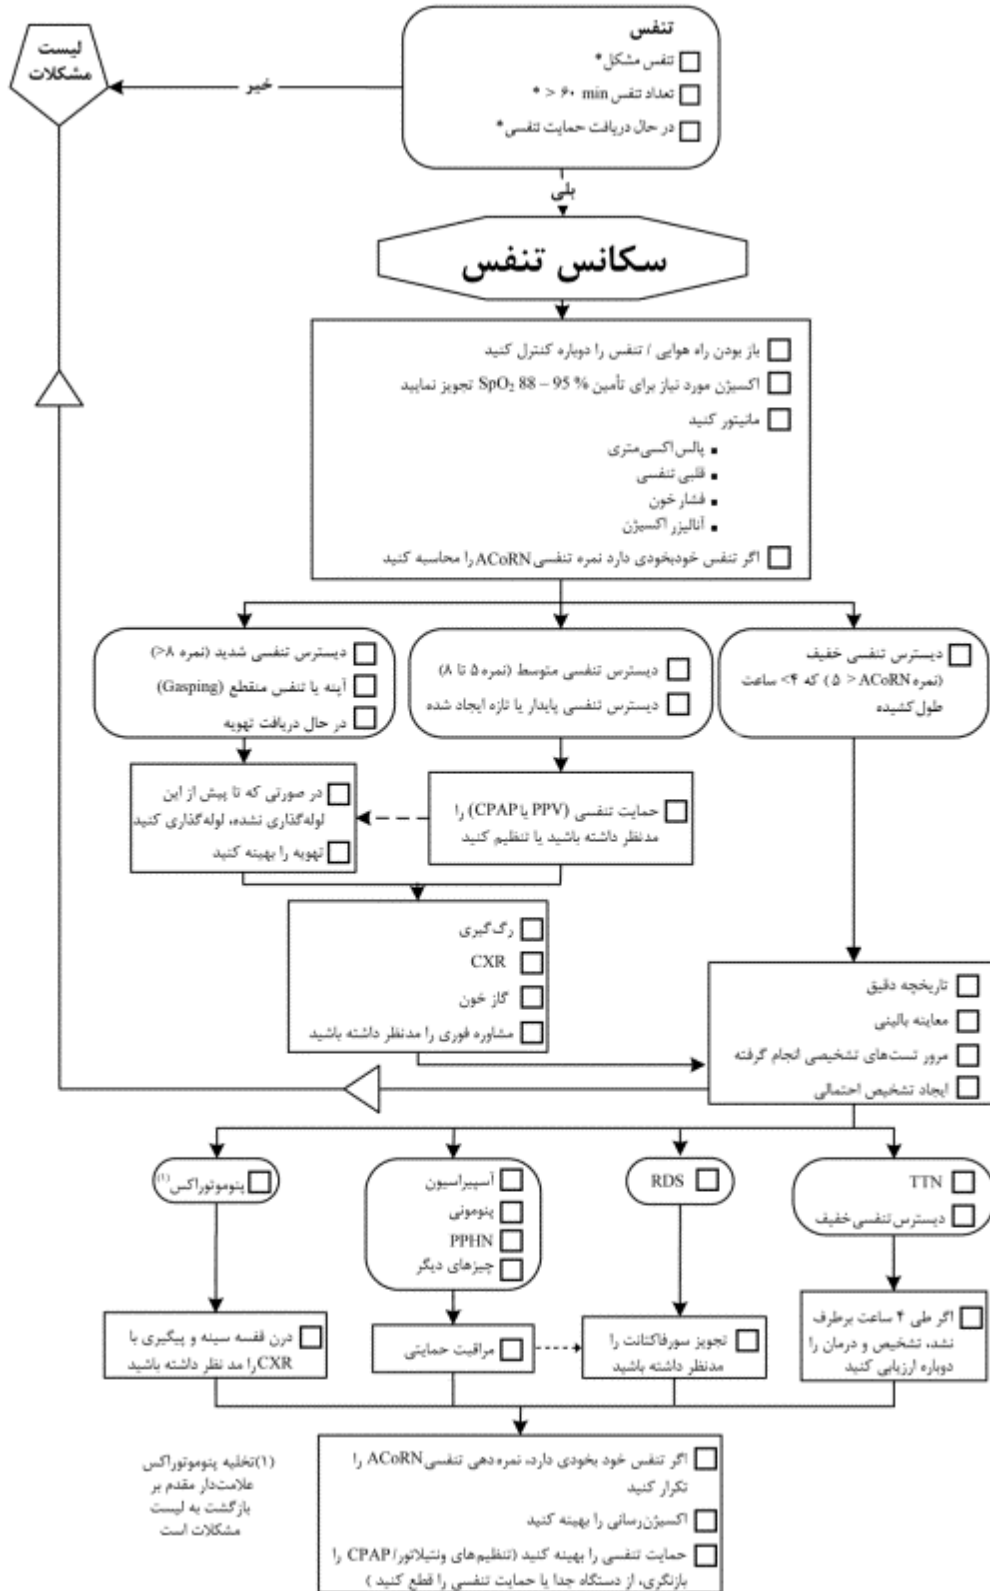 تنفس
تنفس مشکل*
تعداد تنفس ۶۰ min < *
در حال دریافت حمایت تنفسی*
لیست
مشکلات
خیر
بلی
سکانس تنفس
باز بودن راه هوایی / تنفس را دوباره کنترل کنید
اکسیژن مورد نیاز برای تأمین % SpO₂ 88 – 95 تجویز نمایید
مانیتور کنید
▪ پالس اکسی‌متری
▪ قلبی تنفسی
▪ فشار خون
▪ آنالیزر اکسیژن
اگر تنفس خودبخودی دارد نمره تنفسی ACoRN را محاسبه کنید
دیسترس تنفسی خفیف
(نمره ACoRN < ۵) که ۴> ساعت
طول کشیده
دیسترس تنفسی متوسط (نمره ۵ تا ۸)
دیسترس تنفسی پایدار یا تازه ایجاد شده
دیسترس تنفسی شدید (نمره ۸<)
آپنه یا تنفس منقطع (Gasping)
در حال دریافت تهویه
حمایت تنفسی (PPV یا CPAP) را
مدنظر داشته باشید یا تنظیم کنید
در صورتی که تا پیش از این
لوله‌گذاری نشده، لوله‌گذاری کنید
تهویه را بهینه کنید
رگ‌گیری
CXR
گاز خون
مشاوره فوری را مدنظر داشته باشید
تاریخچه دقیق
معاینه بالینی
مرور تست‌های تشخیصی انجام گرفته
ایجاد تشخیص احتمالی
TTN
دیسترس تنفسی خفیف
RDS
آسپیراسیون
پنومونی
PPHN
چیزهای دیگر
پنوموتوراکس(۱)
اگر طی ۴ ساعت برطرف
نشد، تشخیص و درمان را
دوباره ارزیابی کنید
تجویز سورفاکتانت را
مدنظر داشته باشید
مراقبت حمایتی
درن قفسه سینه و پیگیری با
CXR را مد نظر داشته باشید
اگر تنفس خود بخودی دارد، نمره‌دهی تنفسی ACoRN را
تکرار کنید
اکسیژن‌رسانی را بهینه کنید
حمایت تنفسی را بهینه کنید (تنظیم‌های ونتیلاتور/CPAP را
بازنگری، از دستگاه جدا یا حمایت تنفسی را قطع کنید )
(۱)تخلیه پنوموتوراکس
علامت‌دار مقدم بر
بازگشت به لیست
مشکلات است